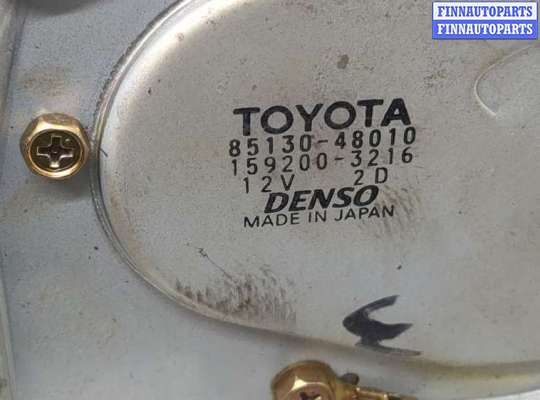 FINNAUTOPARTS
FINNAUTOPARTS
TOYOTA
85130-48010
159200-3216
12V 2D
DENSO
MADE IN JAPAN